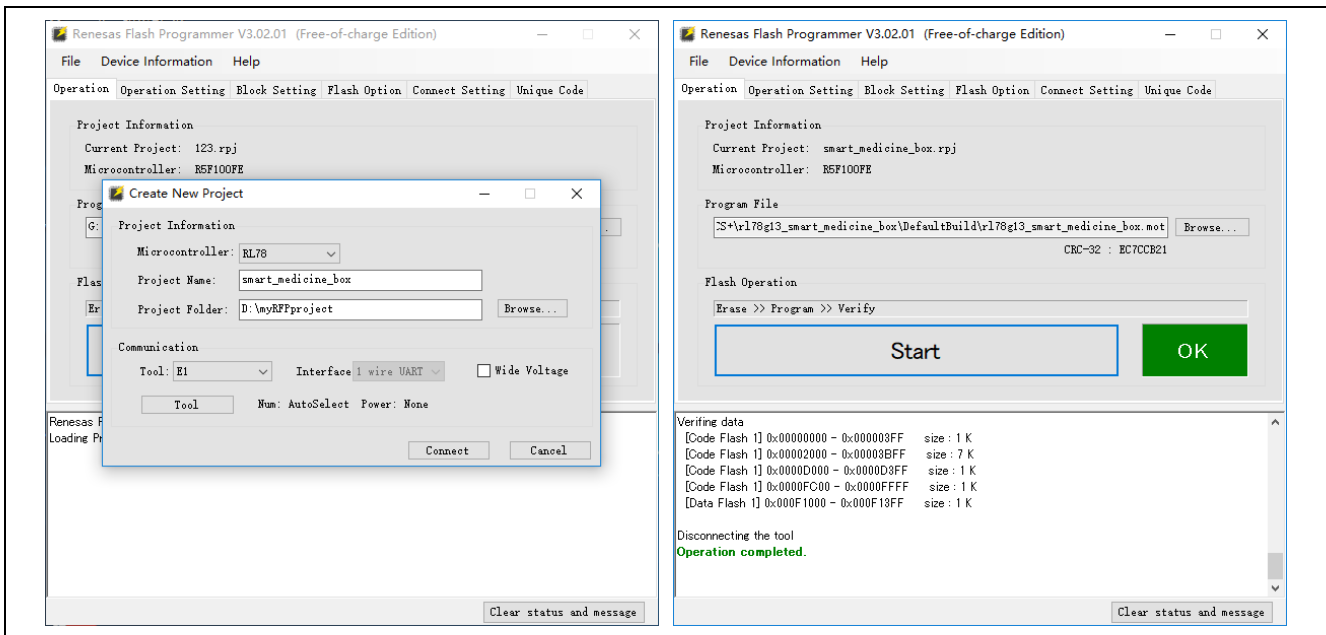 Renesas Flash Programmer V3.02.01 (Free-of-charge Edition)
File Device Information Help
Operation Operation Setting Block Setting Flash Option Connect Setting Unique Code
Project Information
Current Project: 123.rpj
Microcontroller: R5F100FE
Prog
G:
Flas
Er
Create New Project
Project Information
Microcontroller: RL78
Project Name: smart_medicine_box
Project Folder: D:\myRFPproject Browse...
Communication
Tool: E1 Interface 1 wire UART Wide Voltage
Tool Num: AutoSelect Power: None
Connect Cancel
Renesas F
Loading Pr
Clear status and message
Renesas Flash Programmer V3.02.01 (Free-of-charge Edition)
File Device Information Help
Operation Operation Setting Block Setting Flash Option Connect Setting Unique Code
Project Information
Current Project: smart_medicine_box.rpj
Microcontroller: R5F100FE
Program File
CS+\rl78g13_smart_medicine_box\DefaultBuild\rl78g13_smart_medicine_box.mot Browse...
CRC-32 : EC7CCB21
Flash Operation
Erase >> Program >> Verify
Start OK
Verifing data
[Code Flash 1] 0x00000000 - 0x000003FF size : 1 K
[Code Flash 1] 0x00002000 - 0x00003BFF size : 7 K
[Code Flash 1] 0x0000D000 - 0x0000D3FF size : 1 K
[Code Flash 1] 0x0000FC00 - 0x0000FFFF size : 1 K
[Data Flash 1] 0x000F1000 - 0x000F13FF size : 1 K
Disconnecting the tool
Operation completed.
Clear status and message